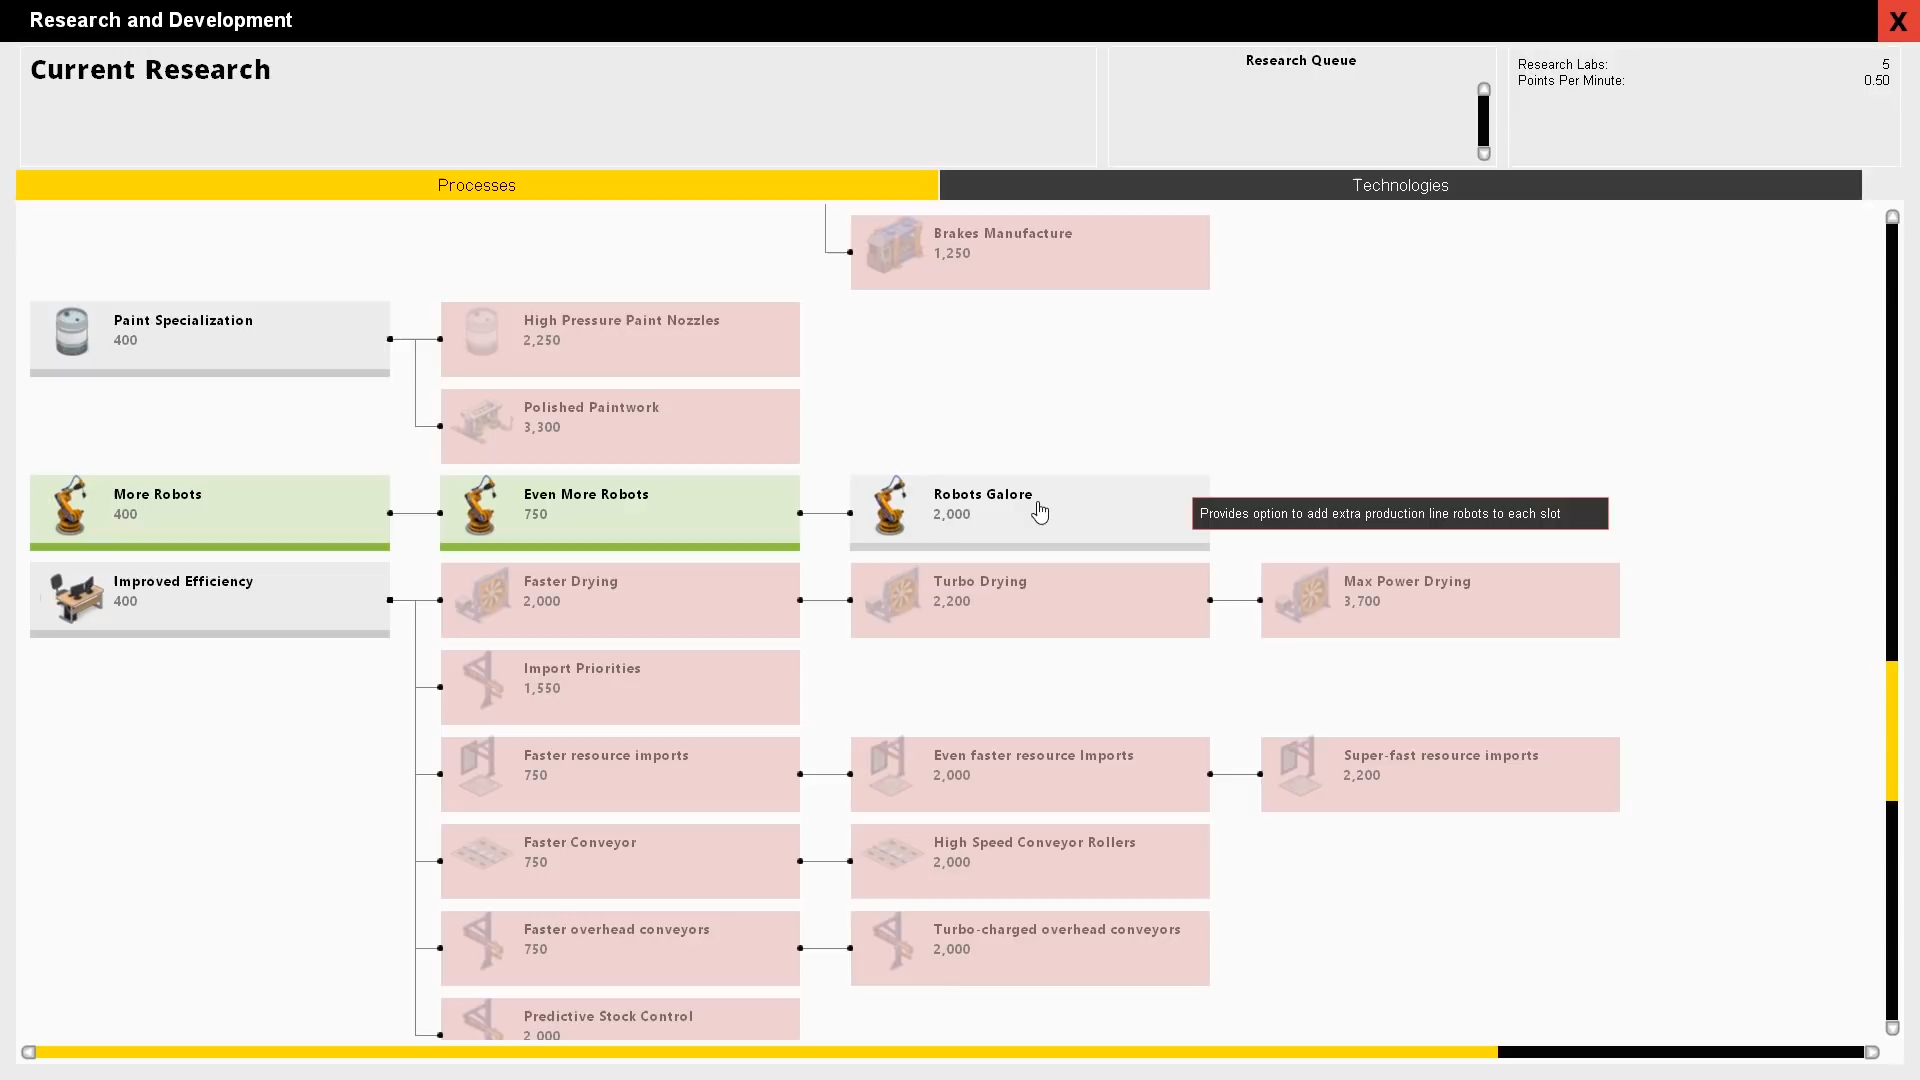 Research and Development
X
Current Research
Research Queue
Research Labs: 5
Points Per Minute: 0.50
Processes
Technologies
Brakes Manufacture
1,250
Paint Specialization
400
High Pressure Paint Nozzles
2,250
Polished Paintwork
3,300
More Robots
400
Even More Robots
750
Robots Galore
2,000
Provides option to add extra production line robots to each slot
Improved Efficiency
400
Faster Drying
2,000
Turbo Drying
2,200
Max Power Drying
3,700
Import Priorities
1,550
Faster resource imports
750
Even faster resource Imports
2,000
Super-fast resource imports
2,200
Faster Conveyor
750
High Speed Conveyor Rollers
2,000
Faster overhead conveyors
750
Turbo-charged overhead conveyors
2,000
Predictive Stock Control
2,000